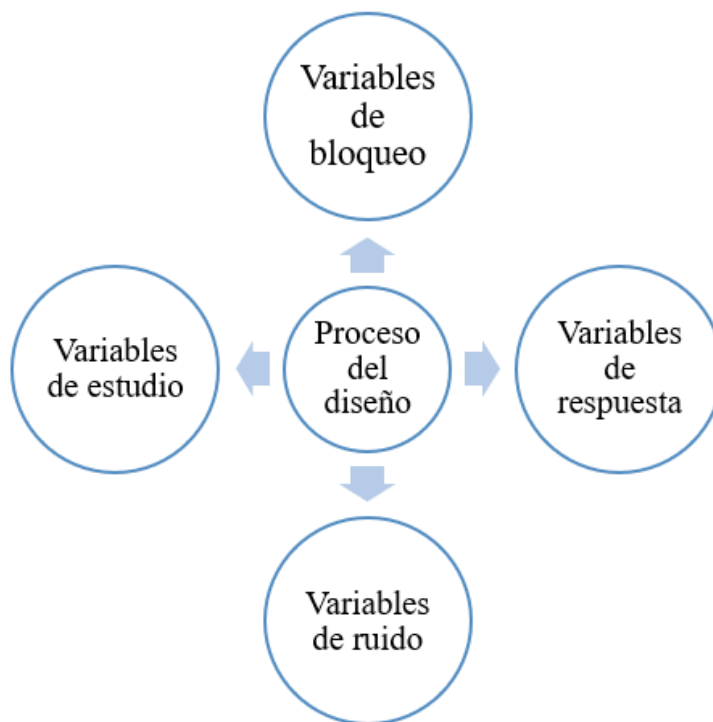 Variables
de
bloqueo
Variables
de estudio
Proceso
del
diseño
Variables
de
respuesta
Variables
de ruido